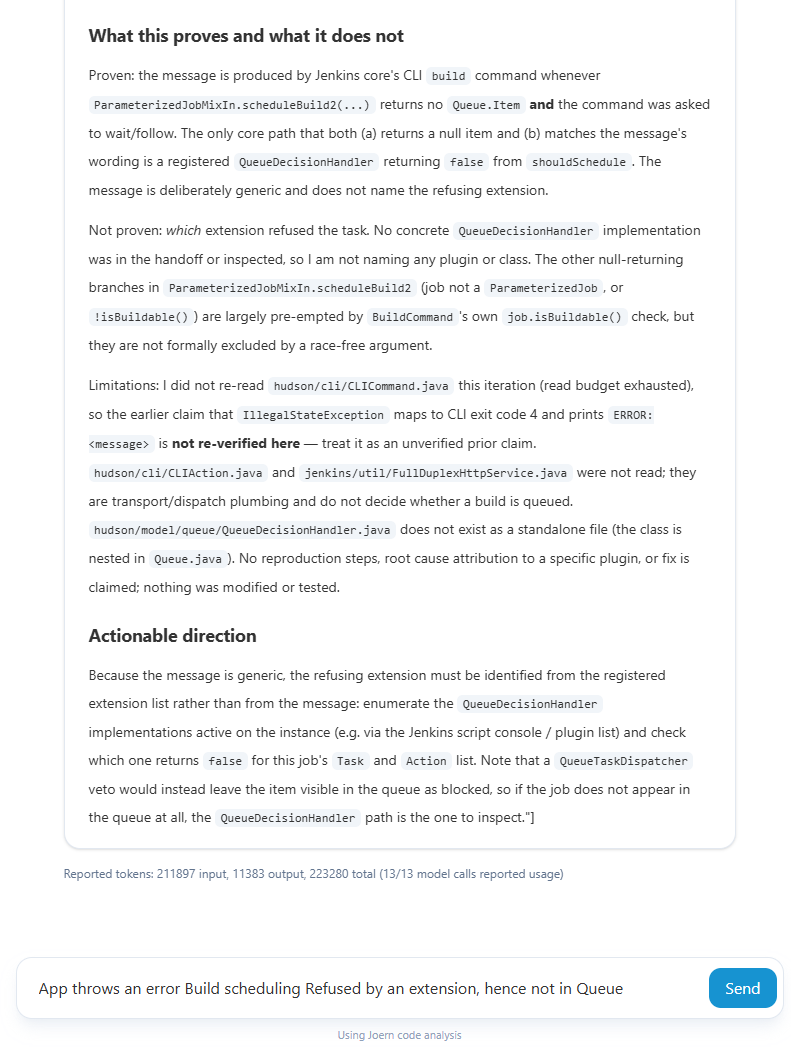 What this proves and what it does not
Proven: the message is produced by Jenkins core's CLI build command whenever
ParameterizedJobMixIn.scheduleBuild2(...) returns no Queue.Item and the command was asked
to wait/follow. The only core path that both (a) returns a null item and (b) matches the message's
wording is a registered QueueDecisionHandler returning false from shouldSchedule. The
message is deliberately generic and does not name the refusing extension.
Not proven: which extension refused the task. No concrete QueueDecisionHandler implementation
was in the handoff or inspected, so I am not naming any plugin or class. The other null-returning
branches in ParameterizedJobMixIn.scheduleBuild2 (job not a ParameterizedJob, or
!isBuildable()) are largely pre-empted by BuildCommand's own job.isBuildable() check, but
they are not formally excluded by a race-free argument.
Limitations: I did not re-read hudson/cli/CLICommand.java this iteration (read budget exhausted),
so the earlier claim that IllegalStateException maps to CLI exit code 4 and prints ERROR:
<message> is not re-verified here — treat it as an unverified prior claim.
hudson/cli/CLIAction.java and jenkins/util/FullDuplexHttpService.java were not read; they
are transport/dispatch plumbing and do not decide whether a build is queued.
hudson/model/queue/QueueDecisionHandler.java does not exist as a standalone file (the class is
nested in Queue.java). No reproduction steps, root cause attribution to a specific plugin, or fix is
claimed; nothing was modified or tested.
Actionable direction
Because the message is generic, the refusing extension must be identified from the registered
extension list rather than from the message: enumerate the QueueDecisionHandler
implementations active on the instance (e.g. via the Jenkins script console / plugin list) and check
which one returns false for this job's Task and Action list. Note that a QueueTaskDispatcher
veto would instead leave the item visible in the queue as blocked, so if the job does not appear in
the queue at all, the QueueDecisionHandler path is the one to inspect."]
Reported tokens: 211897 input, 11383 output, 223280 total (13/13 model calls reported usage)
App throws an error Build scheduling Refused by an extension, hence not in Queue
Send
Using Joern code analysis